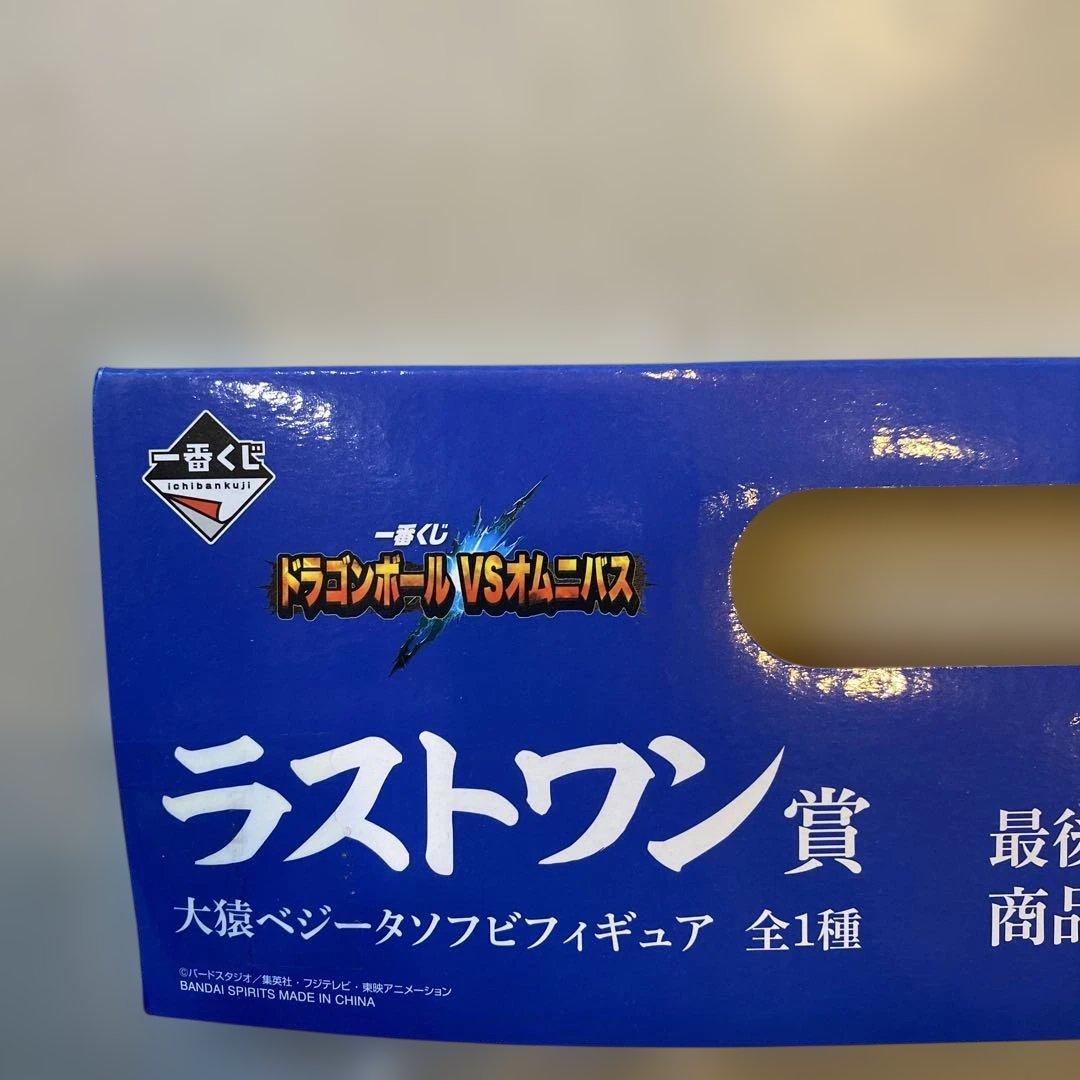 一番くじ
ichibankuji
一番くじ
ドラゴンボール VSオムニバス
ラストワン賞
大猿ベジータソフビフィギュア 全1種
最後
商品
©バードスタジオ／集英社・フジテレビ・東映アニメーション
BANDAI SPIRITS MADE IN CHINA